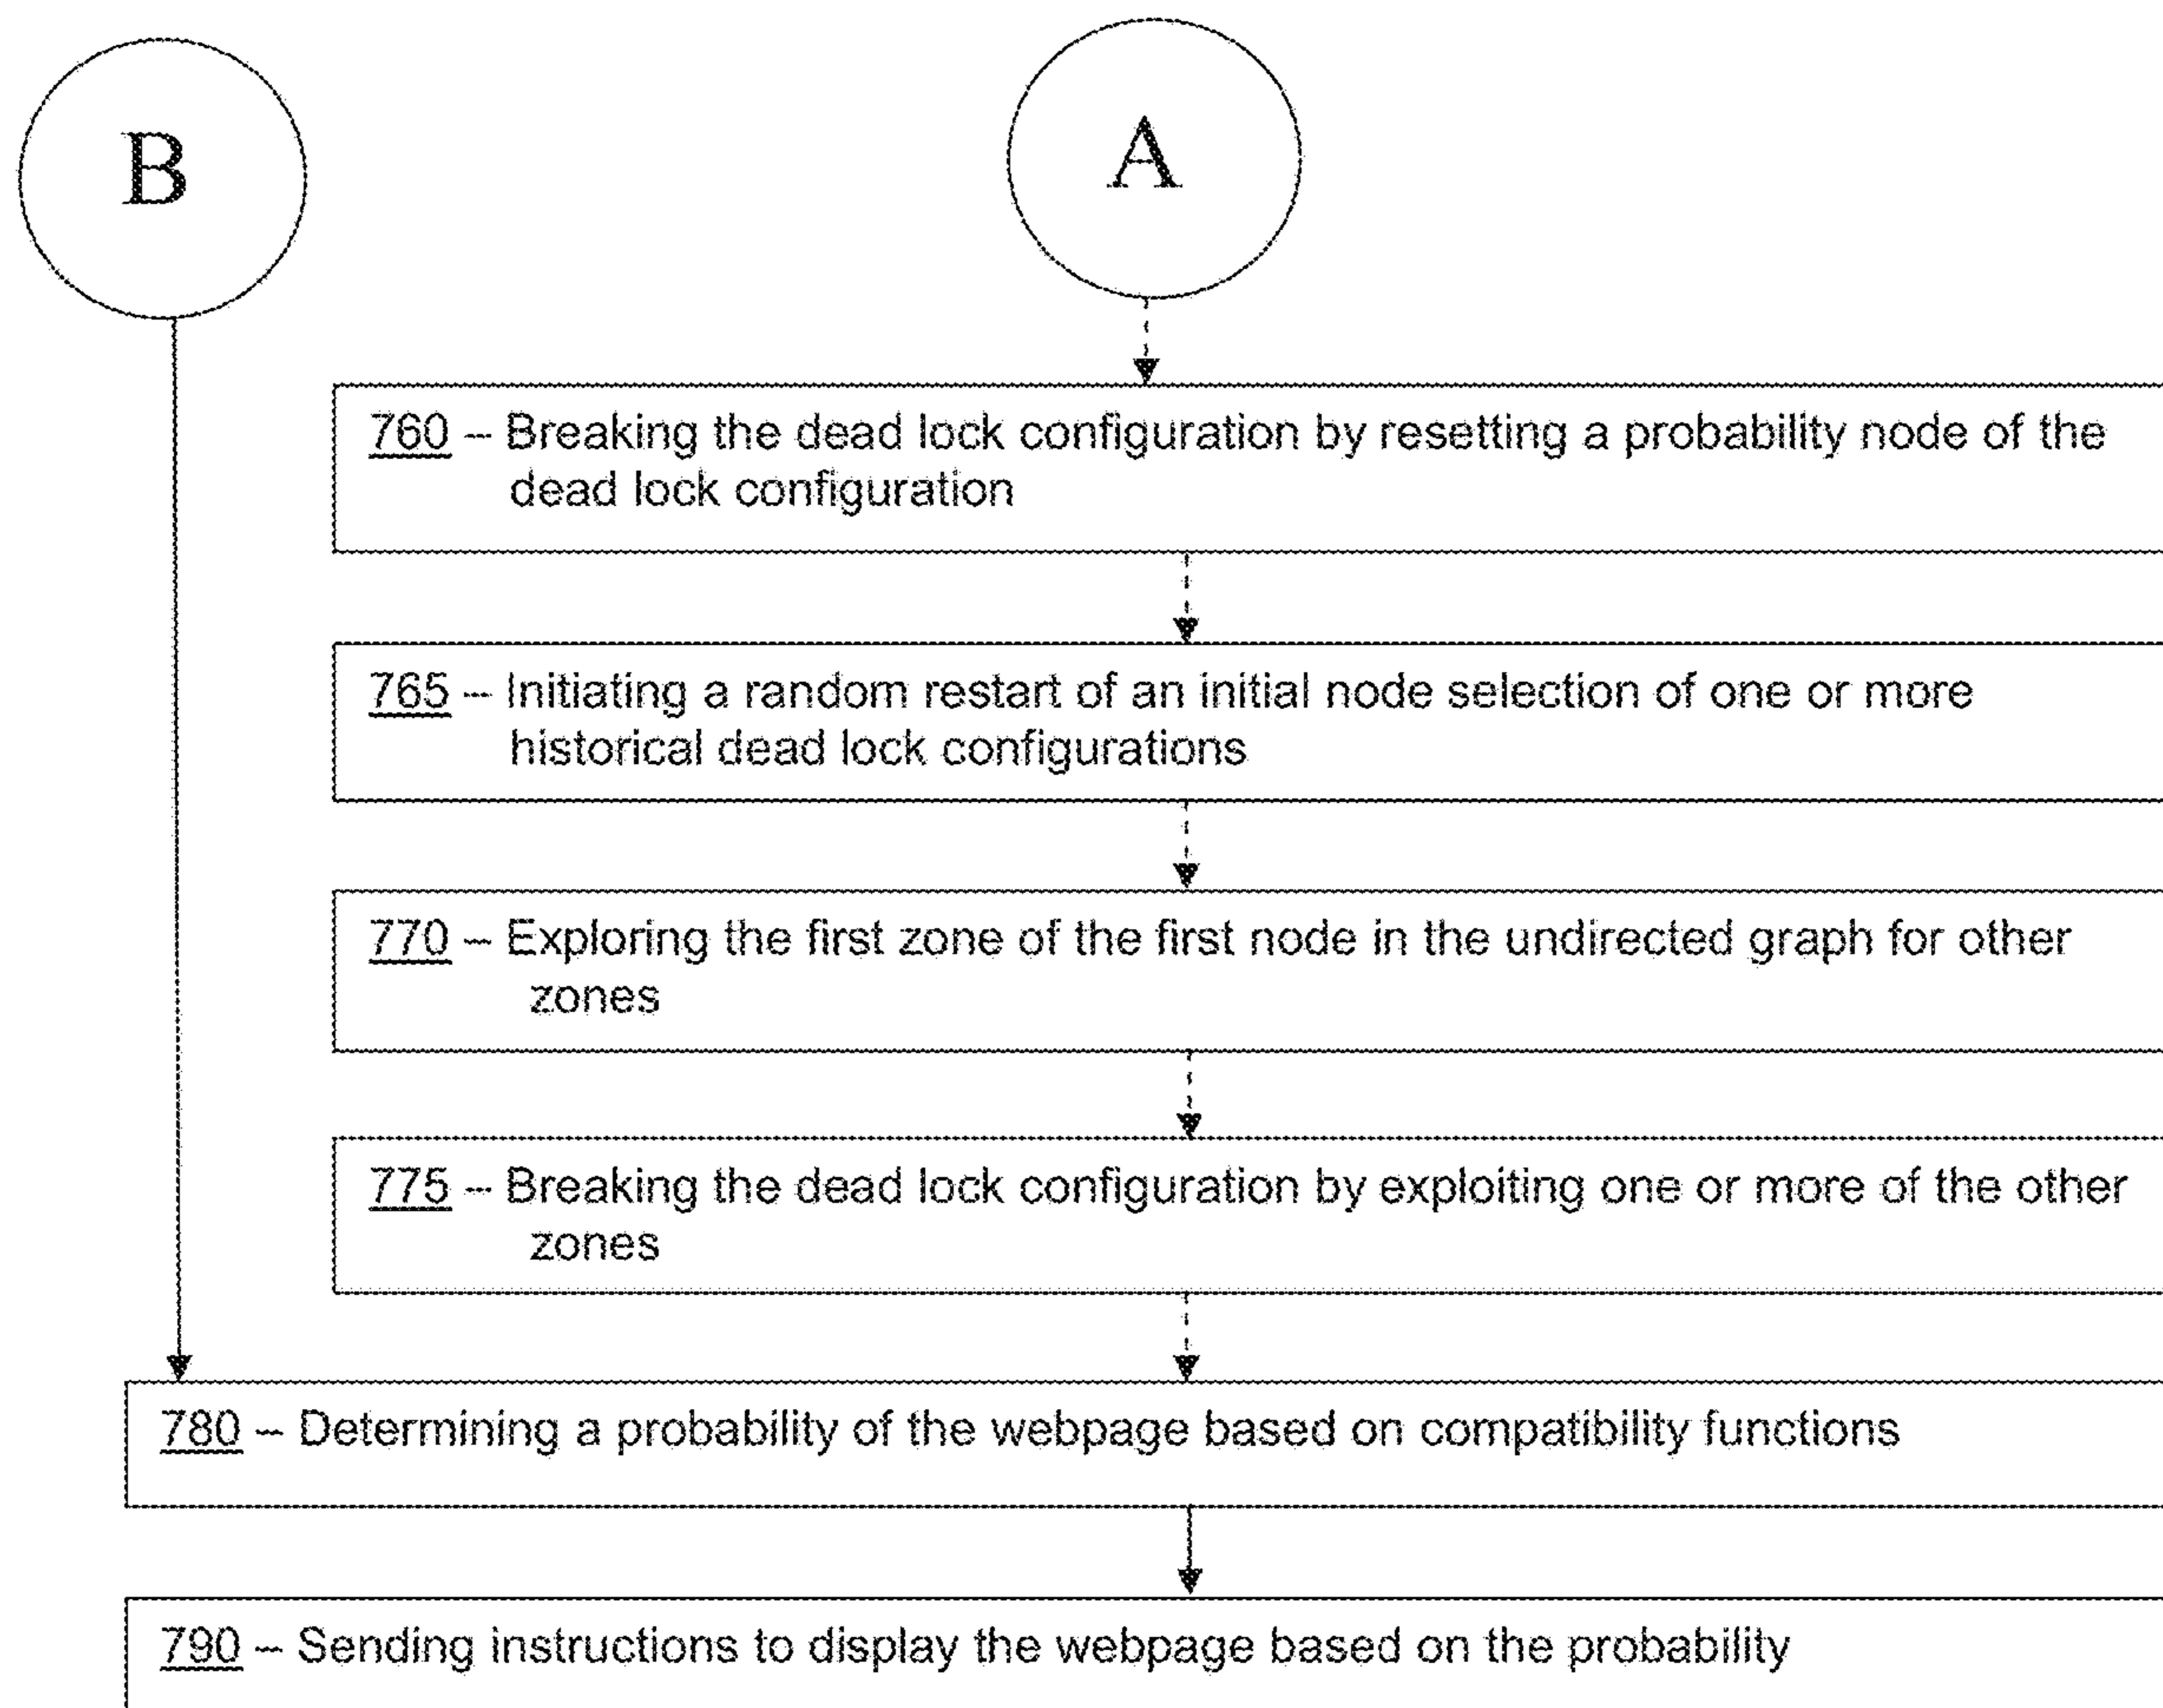 B
A
760 – Breaking the dead lock configuration by resetting a probability node of the
dead lock configuration
765 – Initiating a random restart of an initial node selection of one or more
historical dead lock configurations
770 – Exploring the first zone of the first node in the undirected graph for other
zones
775 – Breaking the dead lock configuration by exploiting one or more of the other
zones
780 – Determining a probability of the webpage based on compatibility functions
790 – Sending instructions to display the webpage based on the probability